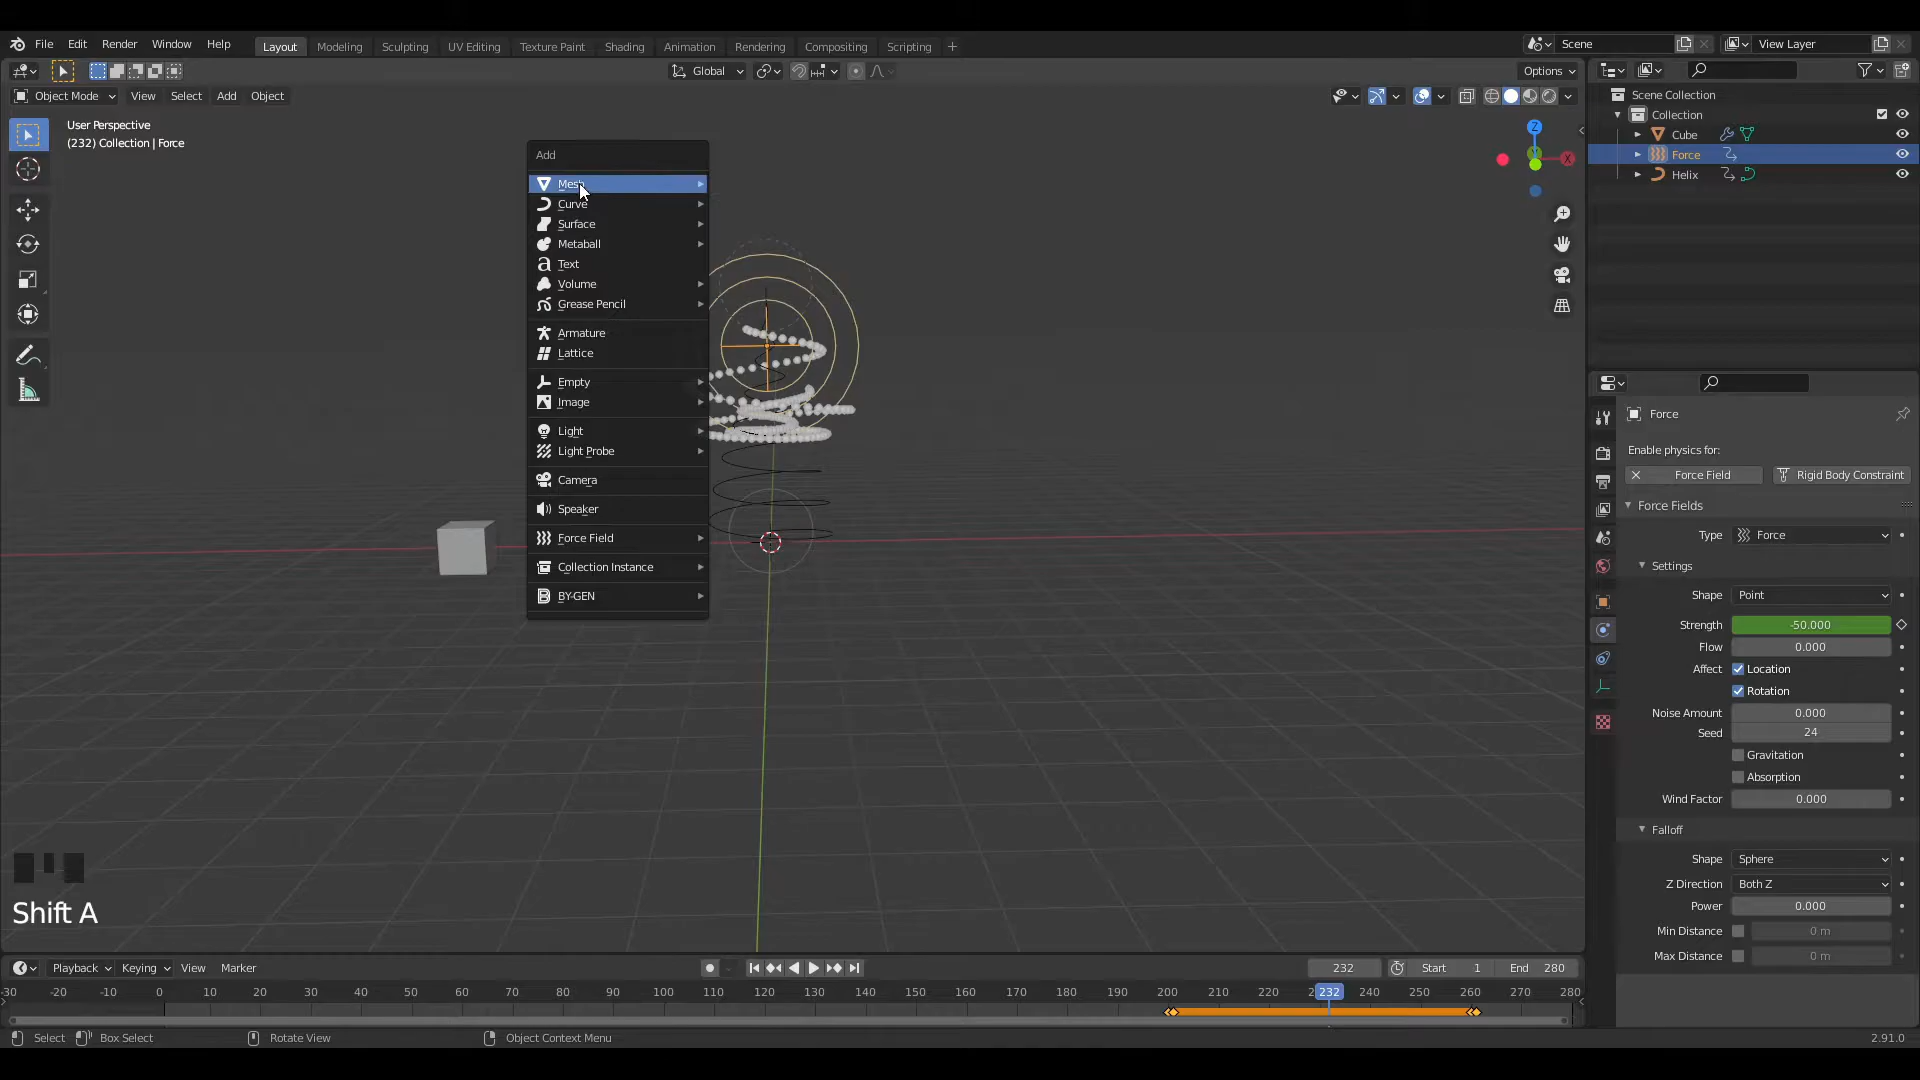 File Edit Render Window Help Layout Modeling Sculpting UV Editing Texture Paint Shading Animation Rendering Compositing Scripting + Scene View Layer
Global Options
Object Mode View Select Add Object
User Perspective
(232) Collection | Force
Add
Mesh
Curve
Surface
Metaball
Text
Volume
Grease Pencil
Armature
Lattice
Empty
Image
Light
Light Probe
Camera
Speaker
Force Field
Collection Instance
BY-GEN
Z
X
Scene Collection
Collection
Cube
Force
Helix
Force
Enable physics for:
Force Field Rigid Body Constraint
Force Fields
Type Force
Settings
Shape Point
Strength -50.000
Flow 0.000
Affect Location
Rotation
Noise Amount 0.000
Seed 24
Gravitation
Absorption
Wind Factor 0.000
Falloff
Shape Sphere
Z Direction Both Z
Power 0.000
Min Distance 0 m
Max Distance 0 m
Shift A
Playback Keying View Marker 232 Start 1 End 280
-30 -20 -10 0 10 20 30 40 50 60 70 80 90 100 110 120 130 140 150 160 170 180 190 200 210 220 232 240 250 260 270 280
Select Box Select Rotate View Object Context Menu 2.91.0